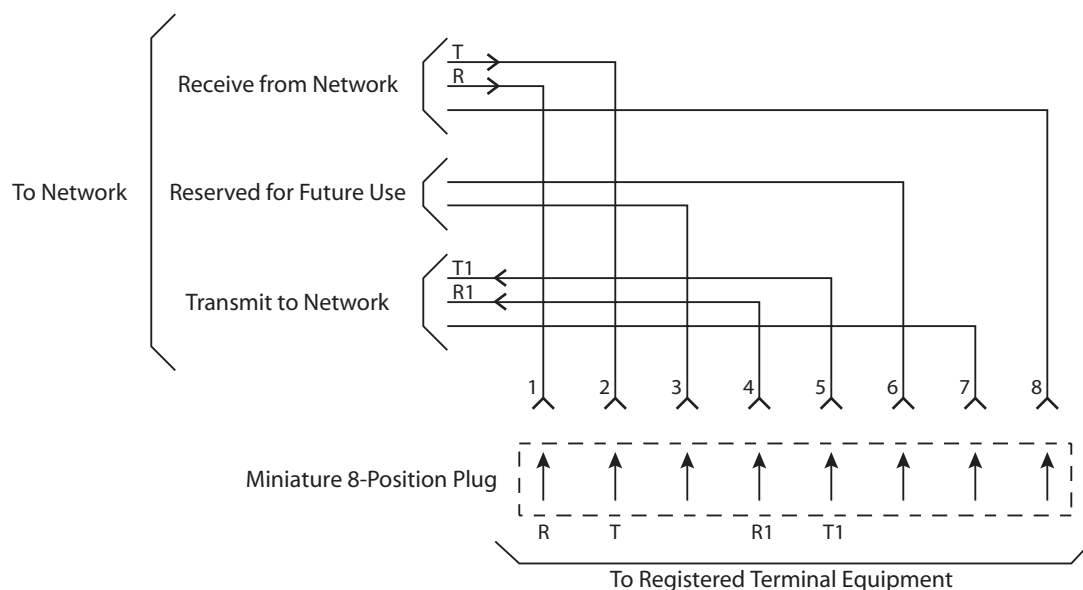 T
Receive from Network
R
To Network
Reserved for Future Use
T1
Transmit to Network
R1
1 2 3 4 5 6 7 8
Miniature 8-Position Plug
R T R1 T1
To Registered Terminal Equipment